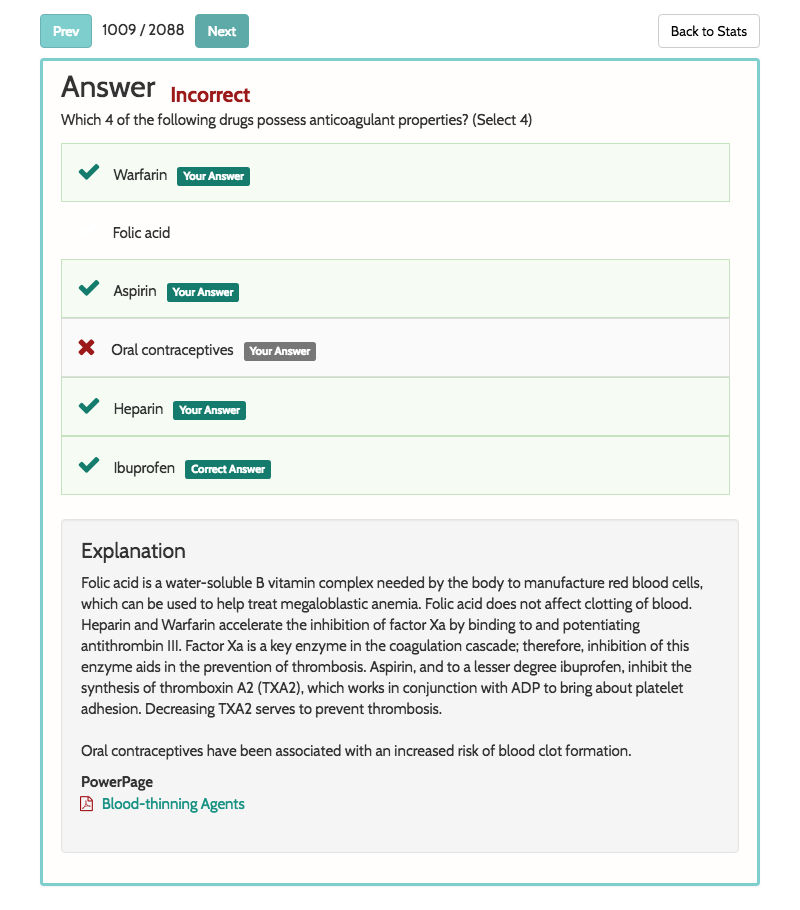 Prev 1009 / 2088 Next Back to Stats
Answer Incorrect
Which 4 of the following drugs possess anticoagulant properties? (Select 4)
Warfarin Your Answer
Folic acid
Aspirin Your Answer
Oral contraceptives Your Answer
Heparin Your Answer
Ibuprofen Correct Answer
Explanation
Folic acid is a water-soluble B vitamin complex needed by the body to manufacture red blood cells,
which can be used to help treat megaloblastic anemia. Folic acid does not affect clotting of blood.
Heparin and Warfarin accelerate the inhibition of factor Xa by binding to and potentiating
antithrombin III. Factor Xa is a key enzyme in the coagulation cascade; therefore, inhibition of this
enzyme aids in the prevention of thrombosis. Aspirin, and to a lesser degree ibuprofen, inhibit the
synthesis of thromboxin A2 (TXA2), which works in conjunction with ADP to bring about platelet
adhesion. Decreasing TXA2 serves to prevent thrombosis.
Oral contraceptives have been associated with an increased risk of blood clot formation.
PowerPage
Blood-thinning Agents